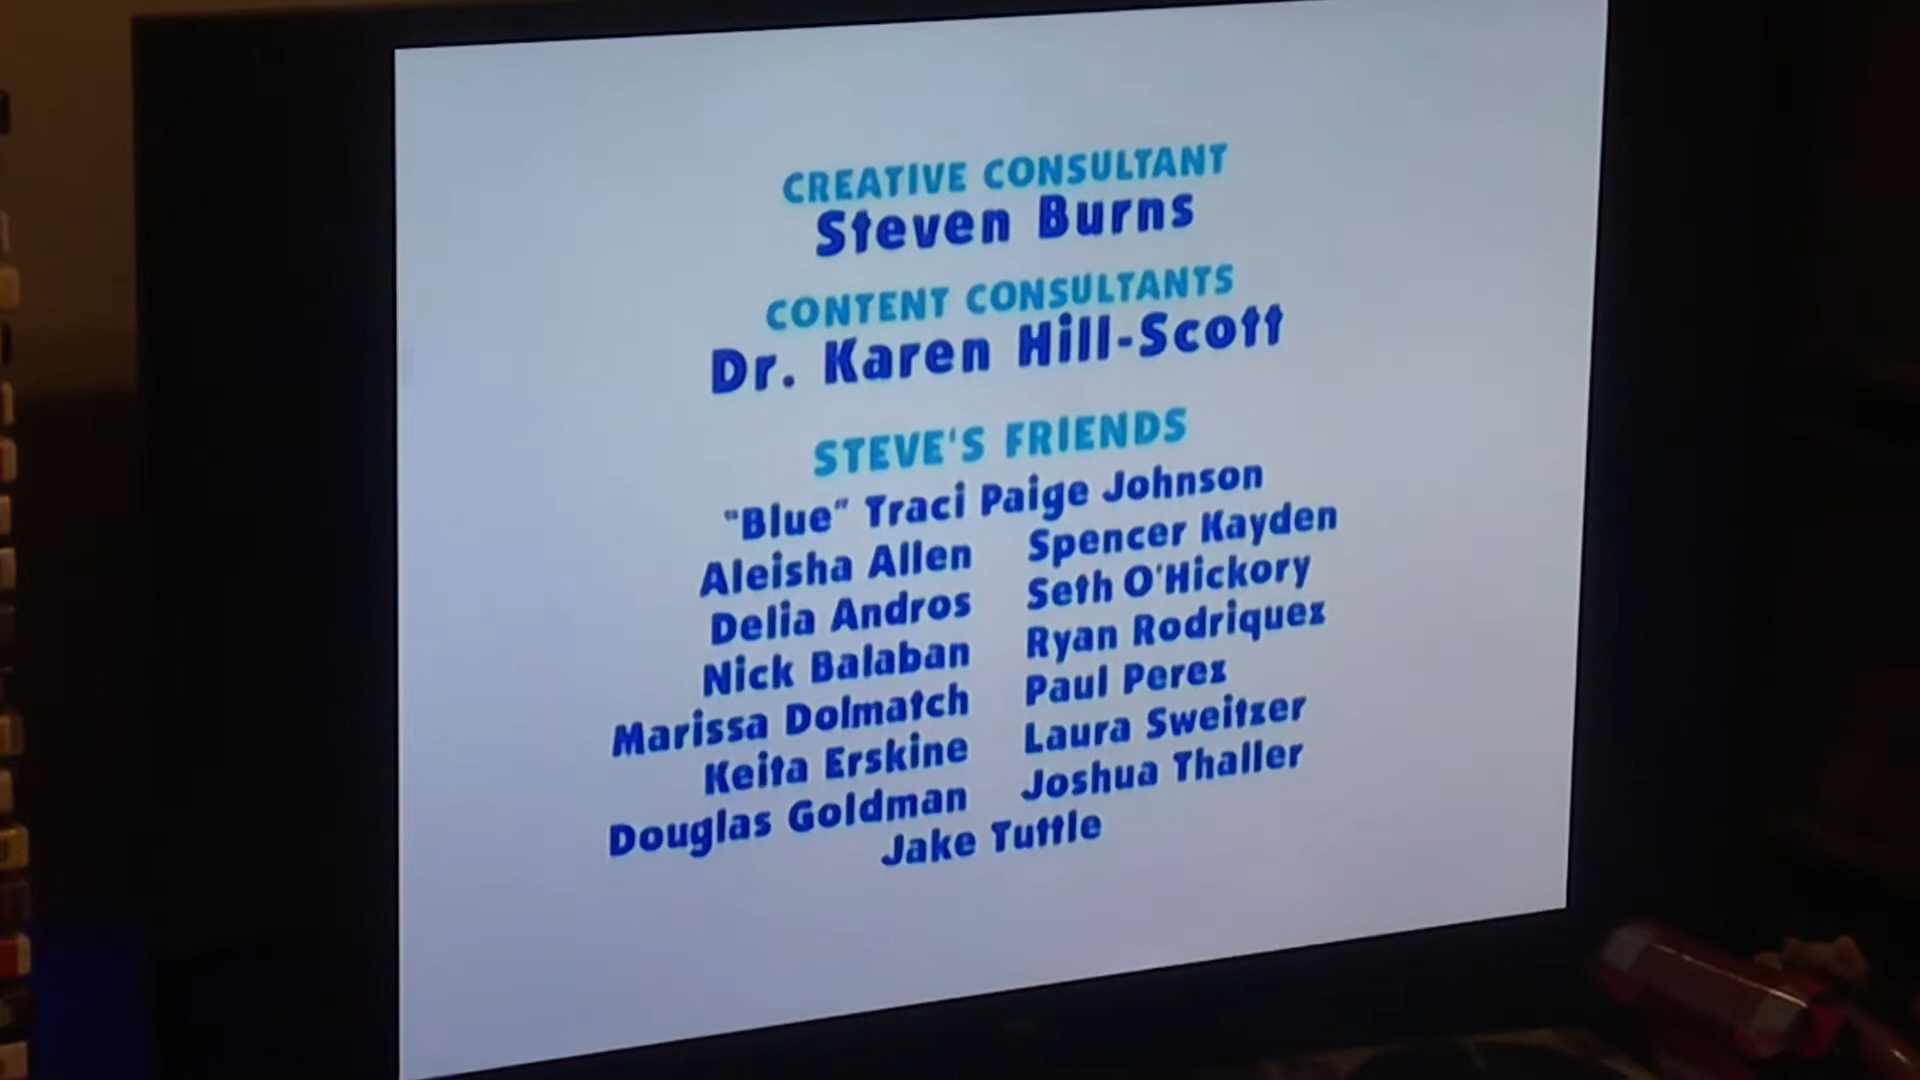 CREATIVE CONSULTANT
Steven Burns
CONTENT CONSULTANTS
Dr. Karen Hill-Scott
STEVE'S FRIENDS
"Blue" Traci Paige Johnson
Aleisha Allen Spencer Kayden
Delia Andros Seth O'Hickory
Nick Balaban Ryan Rodriquez
Marissa Dolmatch Paul Perez
Keita Erskine Laura Sweitzer
Douglas Goldman Joshua Thaller
Jake Tuttle